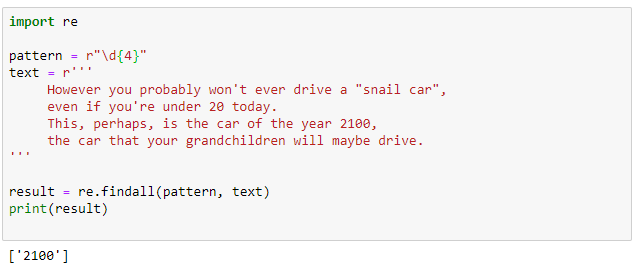 import re
pattern = r"\d{4}"
text = r'''
However you probably won't ever drive a "snail car",
even if you're under 20 today.
This, perhaps, is the car of the year 2100,
the car that your grandchildren will maybe drive.
'''
result = re.findall(pattern, text)
print(result)
['2100']